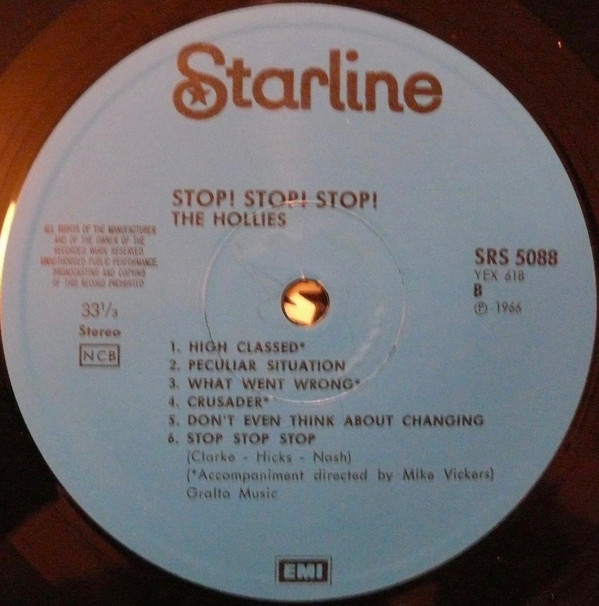 Starline
STOP! STOP! STOP!
THE HOLLIES
ALL RIGHTS OF THE MANUFACTURER
AND OF THE OWNER OF THE
RECORDED WORK RESERVED.
UNAUTHORISED PUBLIC PERFORMANCE,
BROADCASTING AND COPYING
OF THIS RECORD PROHIBITED
33 1/3
Stereo
NCB
SRS 5088
YEX 618
B
Ⓟ 1966
1. HIGH CLASSED*
2. PECULIAR SITUATION
3. WHAT WENT WRONG*
4. CRUSADER*
5. DON'T EVEN THINK ABOUT CHANGING
6. STOP STOP STOP
(Clarke - Hicks - Nash)
(*Accompaniment directed by Mike Vickers)
Gralto Music
EMI